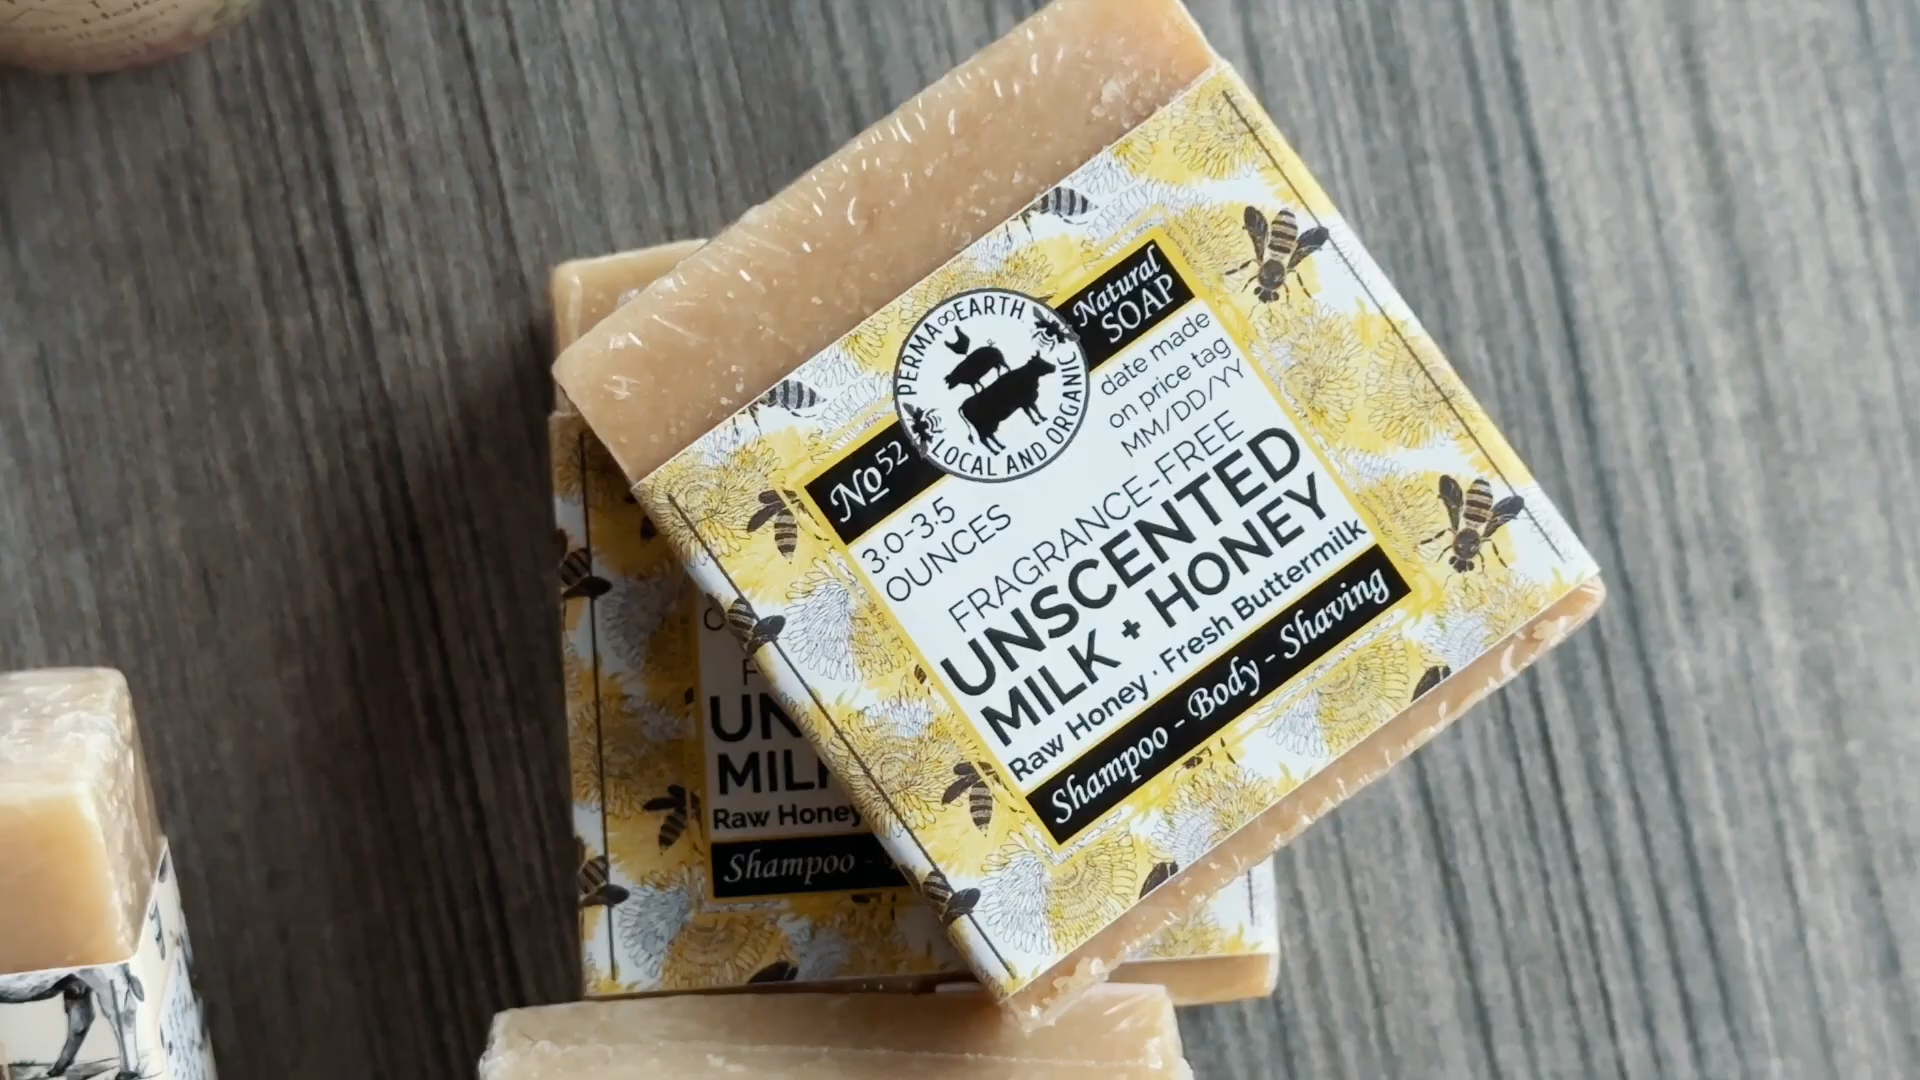 PERMA∞EARTH
LOCAL AND ORGANIC
Natural
SOAP
No52
date made
on price tag
MM/DD/YY
3.0-3.5
OUNCES
FRAGRANCE-FREE
UNSCENTED
MILK + HONEY
Raw Honey · Fresh Buttermilk
Shampoo - Body - Shaving
UN
MIL
Raw Honey
Shampoo -